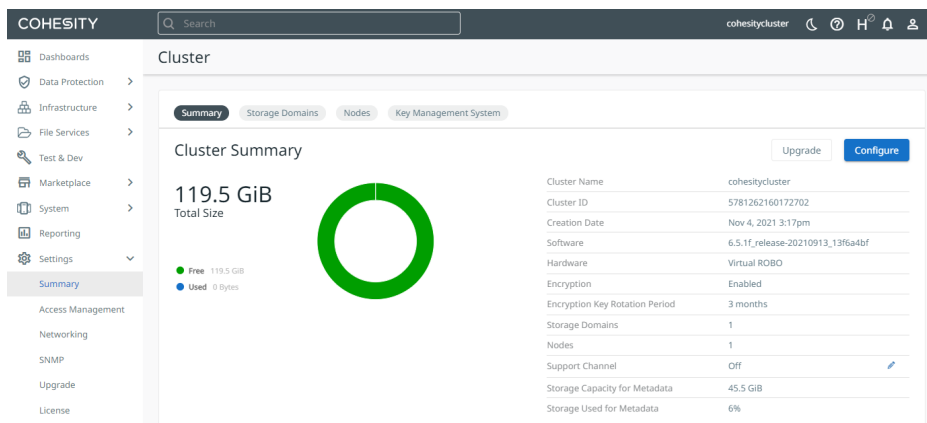 COHESITY
Search
cohesitycluster
H
Dashboards
Data Protection
Infrastructure
File Services
Test & Dev
Marketplace
System
Reporting
Settings
Summary
Access Management
Networking
SNMP
Upgrade
License
Cluster
Summary Storage Domains Nodes Key Management System
Cluster Summary
Upgrade Configure
119.5 GiB
Total Size
Free 119.5 GiB
Used 0 Bytes
Cluster Name cohesitycluster
Cluster ID 5781262160172702
Creation Date Nov 4, 2021 3:17pm
Software 6.5.1f_release-20210913_13f6a4bf
Hardware Virtual ROBO
Encryption Enabled
Encryption Key Rotation Period 3 months
Storage Domains 1
Nodes 1
Support Channel Off
Storage Capacity for Metadata 45.5 GiB
Storage Used for Metadata 6%